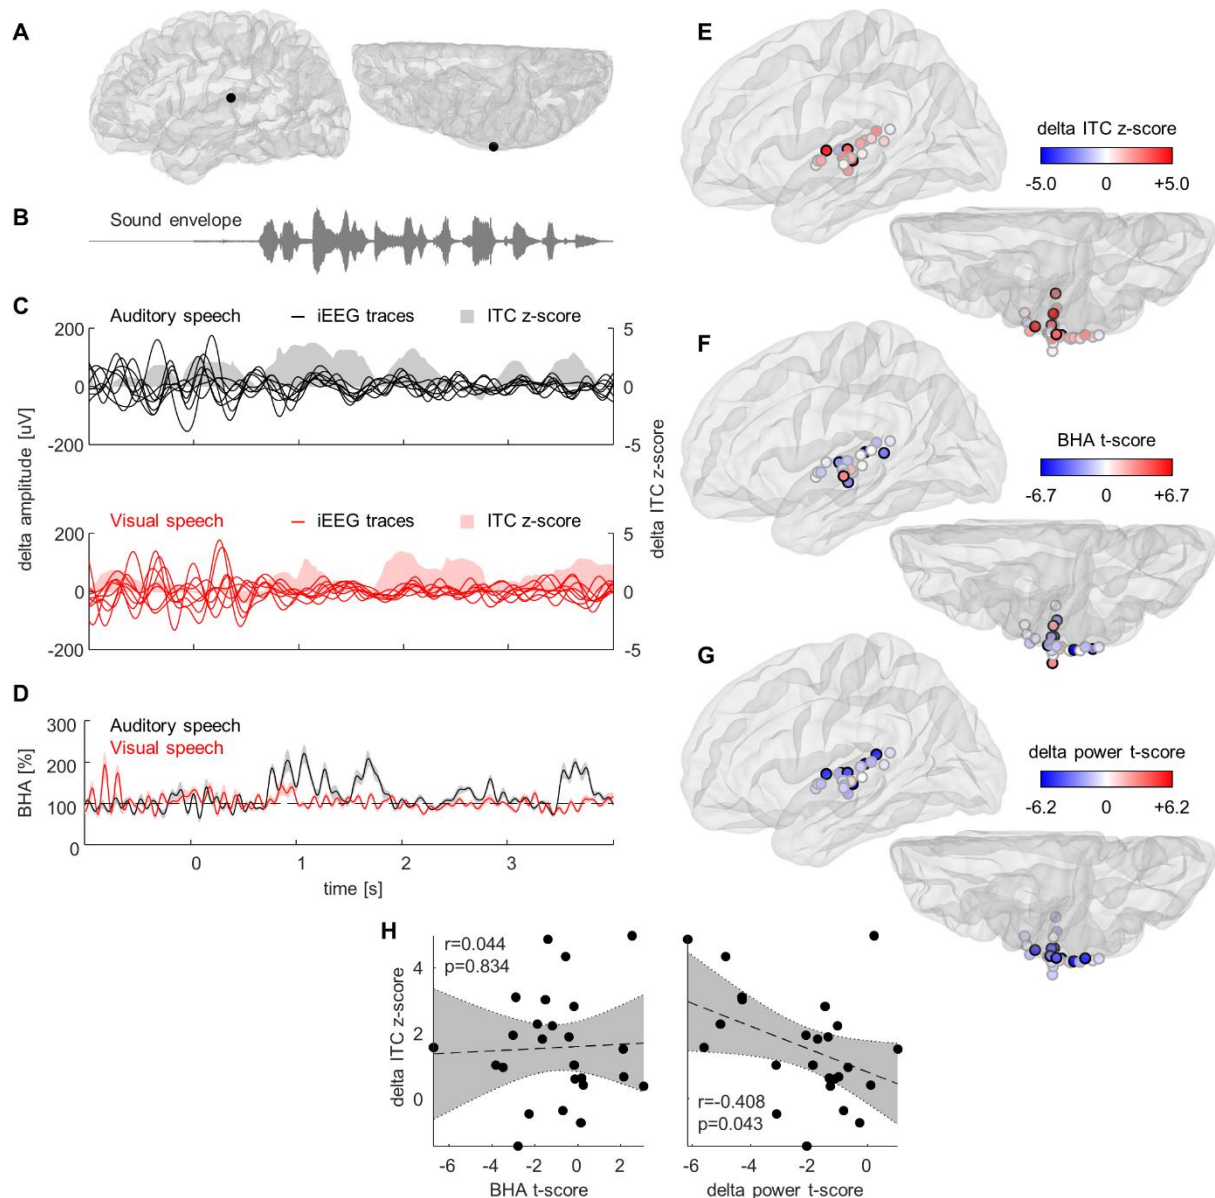 A
B
Sound envelope
C
200
Auditory speech
iEEG traces
ITC z-score
5
0
0
-200
-5
delta amplitude [uV]
delta ITC z-score
Visual speech
iEEG traces
ITC z-score
200
5
0
0
-200
-5
D
300
Auditory speech
Visual speech
200
100
0
BHA [%]
0
1
2
3
time [s]
E
delta ITC z-score
-5.0
0
+5.0
F
BHA t-score
-6.7
0
+6.7
G
delta power t-score
-6.2
0
+6.2
H
r=0.044
p=0.834
4
2
0
delta ITC z-score
-6
-4
-2
0
2
BHA t-score
r=-0.408
p=0.043
-6
-4
-2
0
delta power t-score